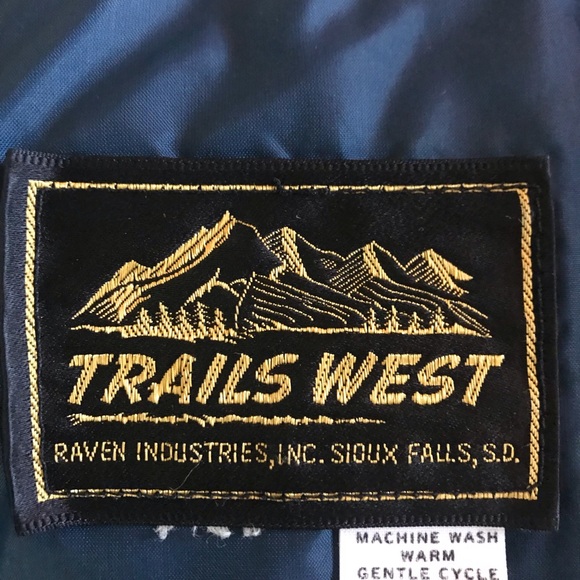 TRAILS WEST
RAVEN INDUSTRIES, INC. SIOUX FALLS, S.D.
MACHINE WASH
WARM
GENTLE CYCLE